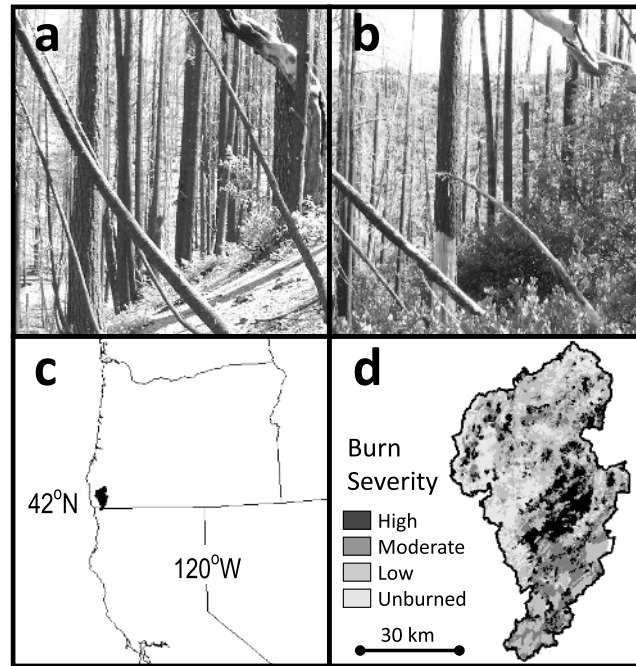 a
b
c
42°N
120°W
d
Burn
Severity
High
Moderate
Low
Unburned
30 km